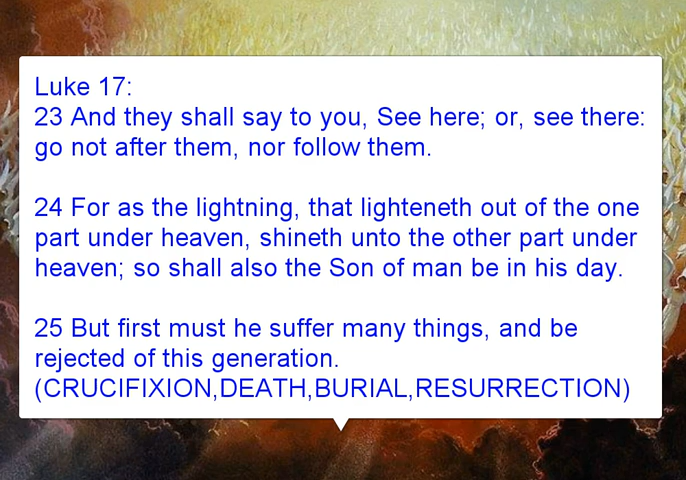 Luke 17:
23 And they shall say to you, See here; or, see there:
go not after them, nor follow them.
24 For as the lightning, that lighteneth out of the one
part under heaven, shineth unto the other part under
heaven; so shall also the Son of man be in his day.
25 But first must he suffer many things, and be
rejected of this generation.
(CRUCIFIXION,DEATH,BURIAL,RESURRECTION)